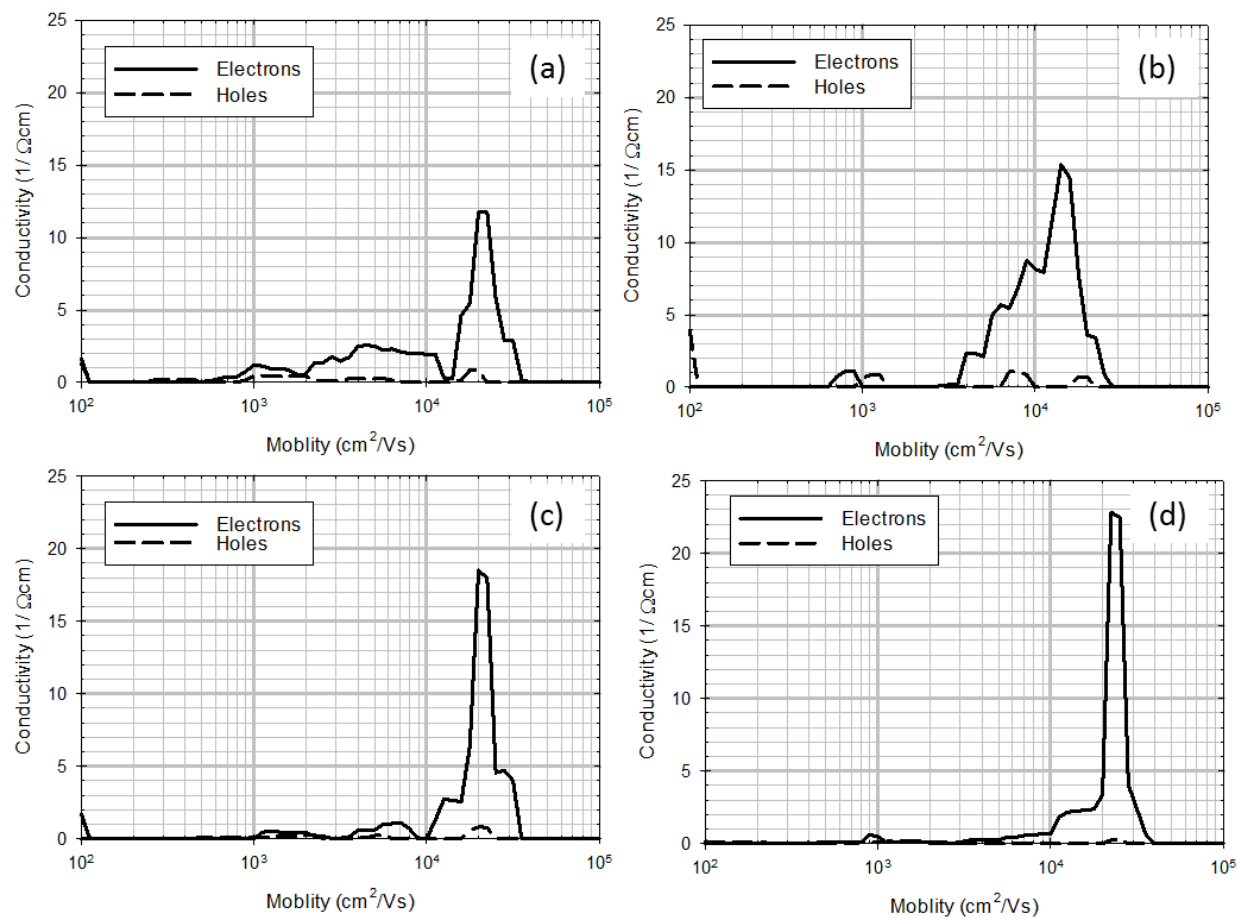 (a)
Electrons
Holes
25
20
15
10
5
0
Conductivity (1/ Ωcm)
10² 10³ 10⁴ 10⁵
Moblity (cm²/Vs)
(b)
Electrons
Holes
25
20
15
10
5
0
Conductivity (1/ Ωcm)
10² 10³ 10⁴ 10⁵
Moblity (cm²/Vs)
(c)
Electrons
Holes
25
20
15
10
5
0
Conductivity (1/ Ωcm)
10² 10³ 10⁴ 10⁵
Moblity (cm²/Vs)
(d)
Electrons
Holes
25
20
15
10
5
0
Conductivity (1/ Ωcm)
10² 10³ 10⁴ 10⁵
Moblity (cm²/Vs)